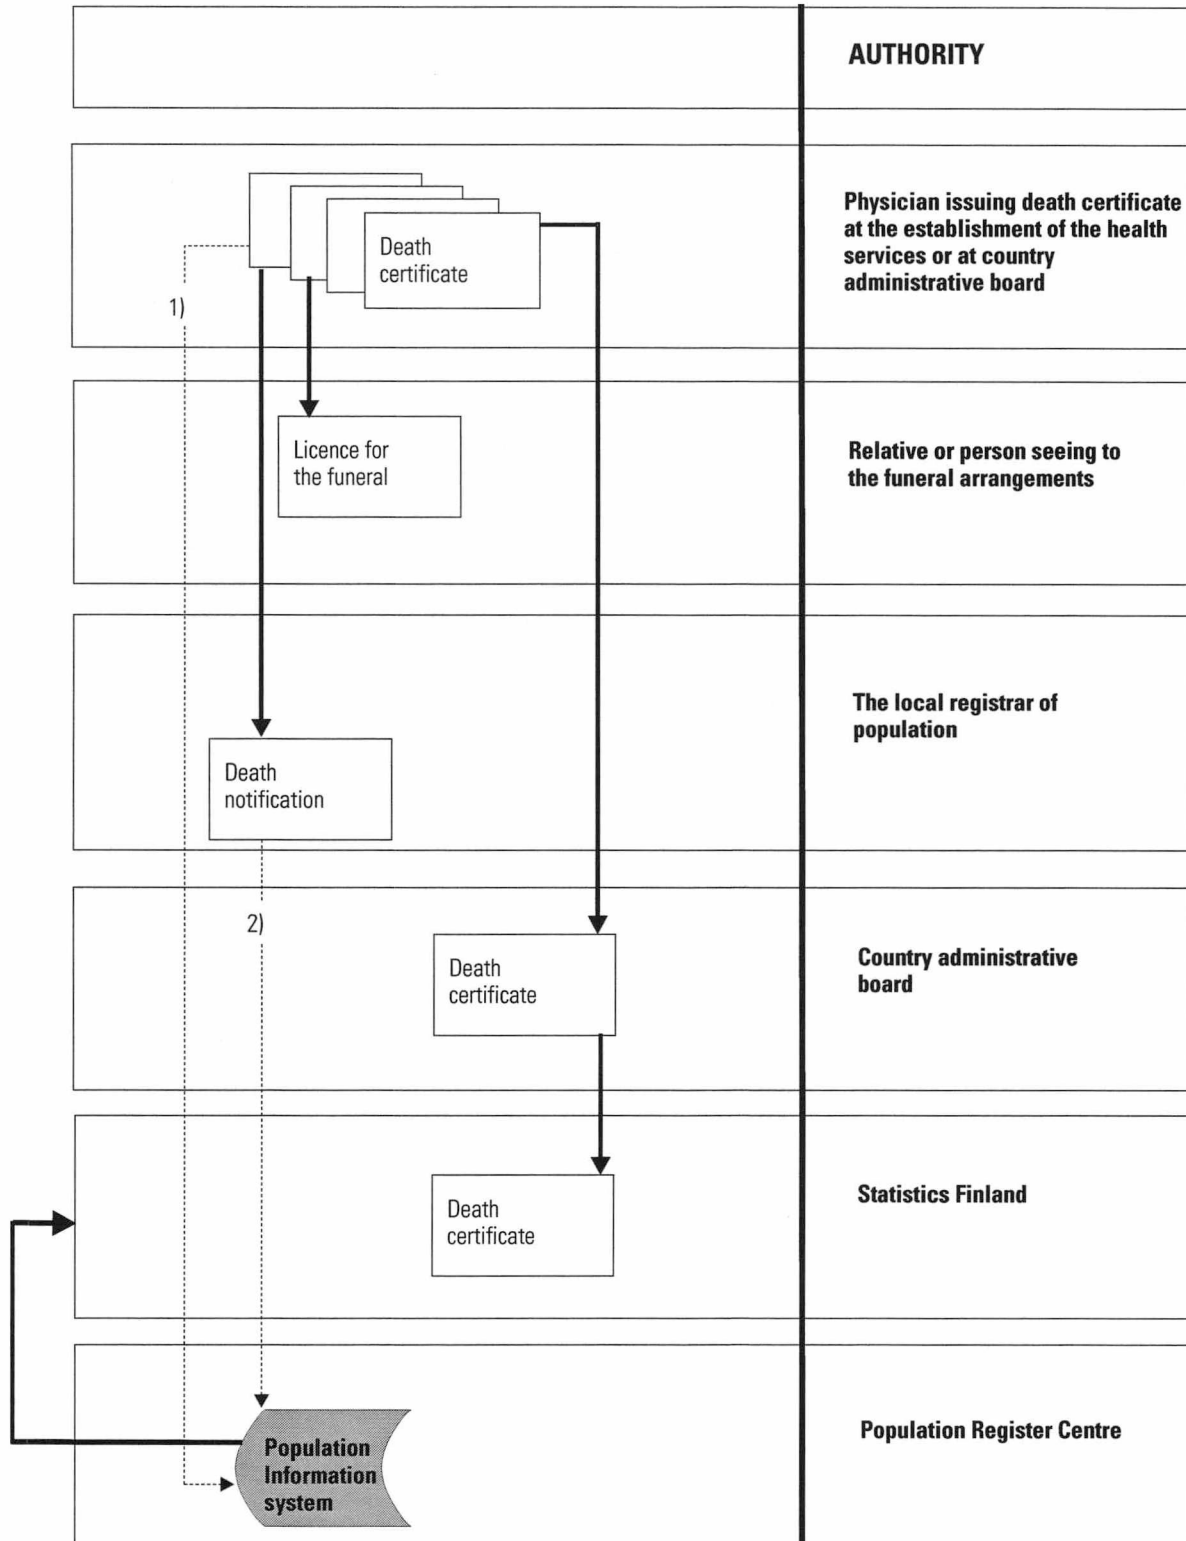 AUTHORITY
Death
certificate
Physician issuing death certificate
at the establishment of the health
services or at country
administrative board
1)
Licence for
the funeral
Relative or person seeing to
the funeral arrangements
The local registrar of
population
Death
notification
2)
Death
certificate
Country administrative
board
Death
certificate
Statistics Finland
Population
Information
system
Population Register Centre